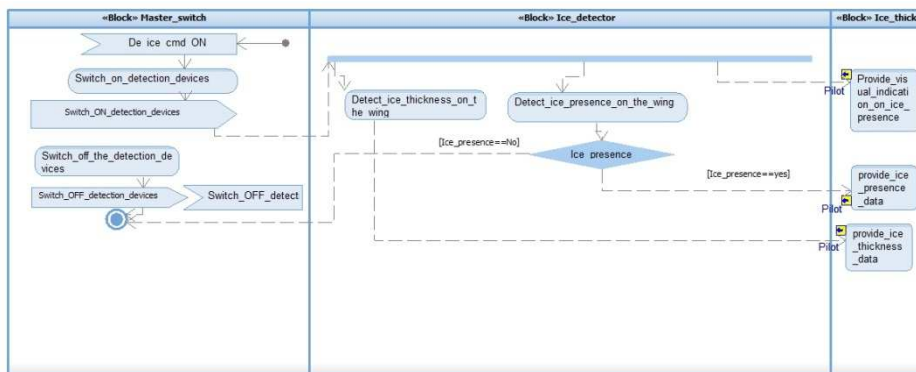 «Block» Master_switch
«Block» Ice_detector
«Block» Ice_thick
De ice cmd ON
Switch_on_detection_devices
Switch_ON_detection_devices
Detect_ice_thickness_on_t
he wing
Detect_ice_presence_on_the_wing
Pilot
Provide_vis
ual_indicati
on_on_ice_
presence
[Ice_presence==No]
Ice presence
Switch_off_the_detection_de
vices
[Ice_presence==yes]
Switch_OFF_detection_devices
Switch_OFF_detect
provide_ice
_presence
_data
Pilot
provide_ice
_thickness
_data
Pilot